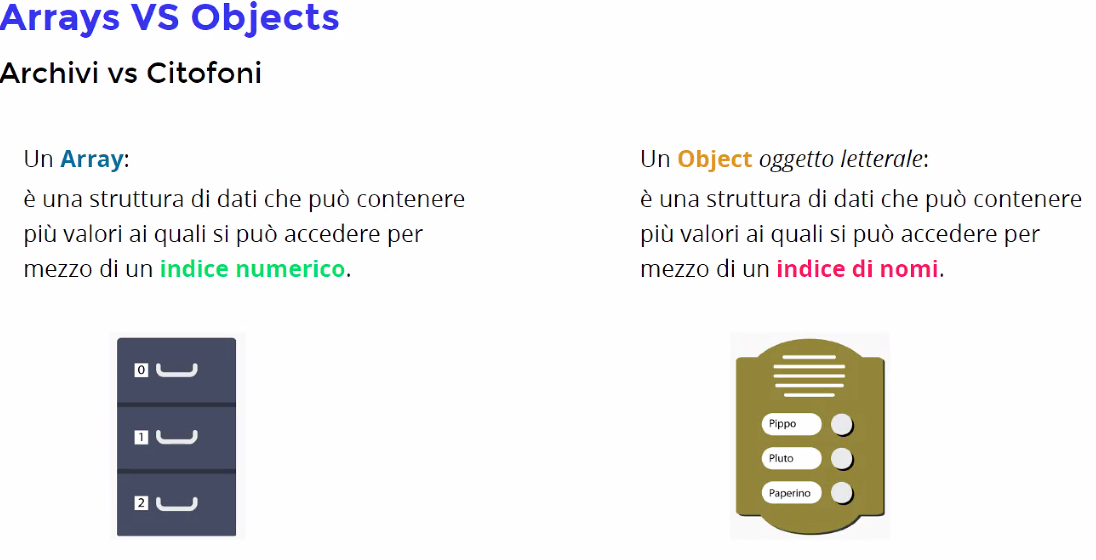 Arrays VS Objects
Archivi vs Citofoni
Un Array:
è una struttura di dati che può contenere
più valori ai quali si può accedere per
mezzo di un indice numerico.
0
1
2
Un Object oggetto letterale:
è una struttura di dati che può contenere
più valori ai quali si può accedere per
mezzo di un indice di nomi.
Pippo
Pluto
Paperino